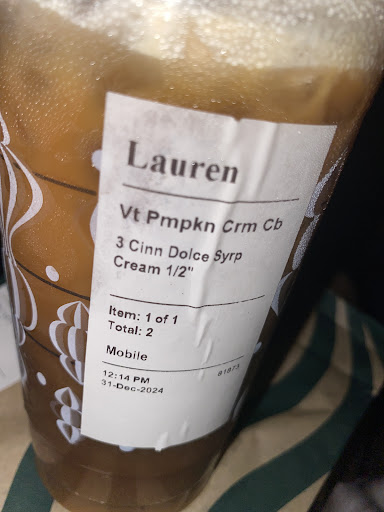 Lauren
Vt Pmpkn Crm Cb
3 Cinn Dolce Syrp
Cream 1/2"
Item: 1 of 1
Total: 2
Mobile
12:14 PM 81873
31-Dec-2024